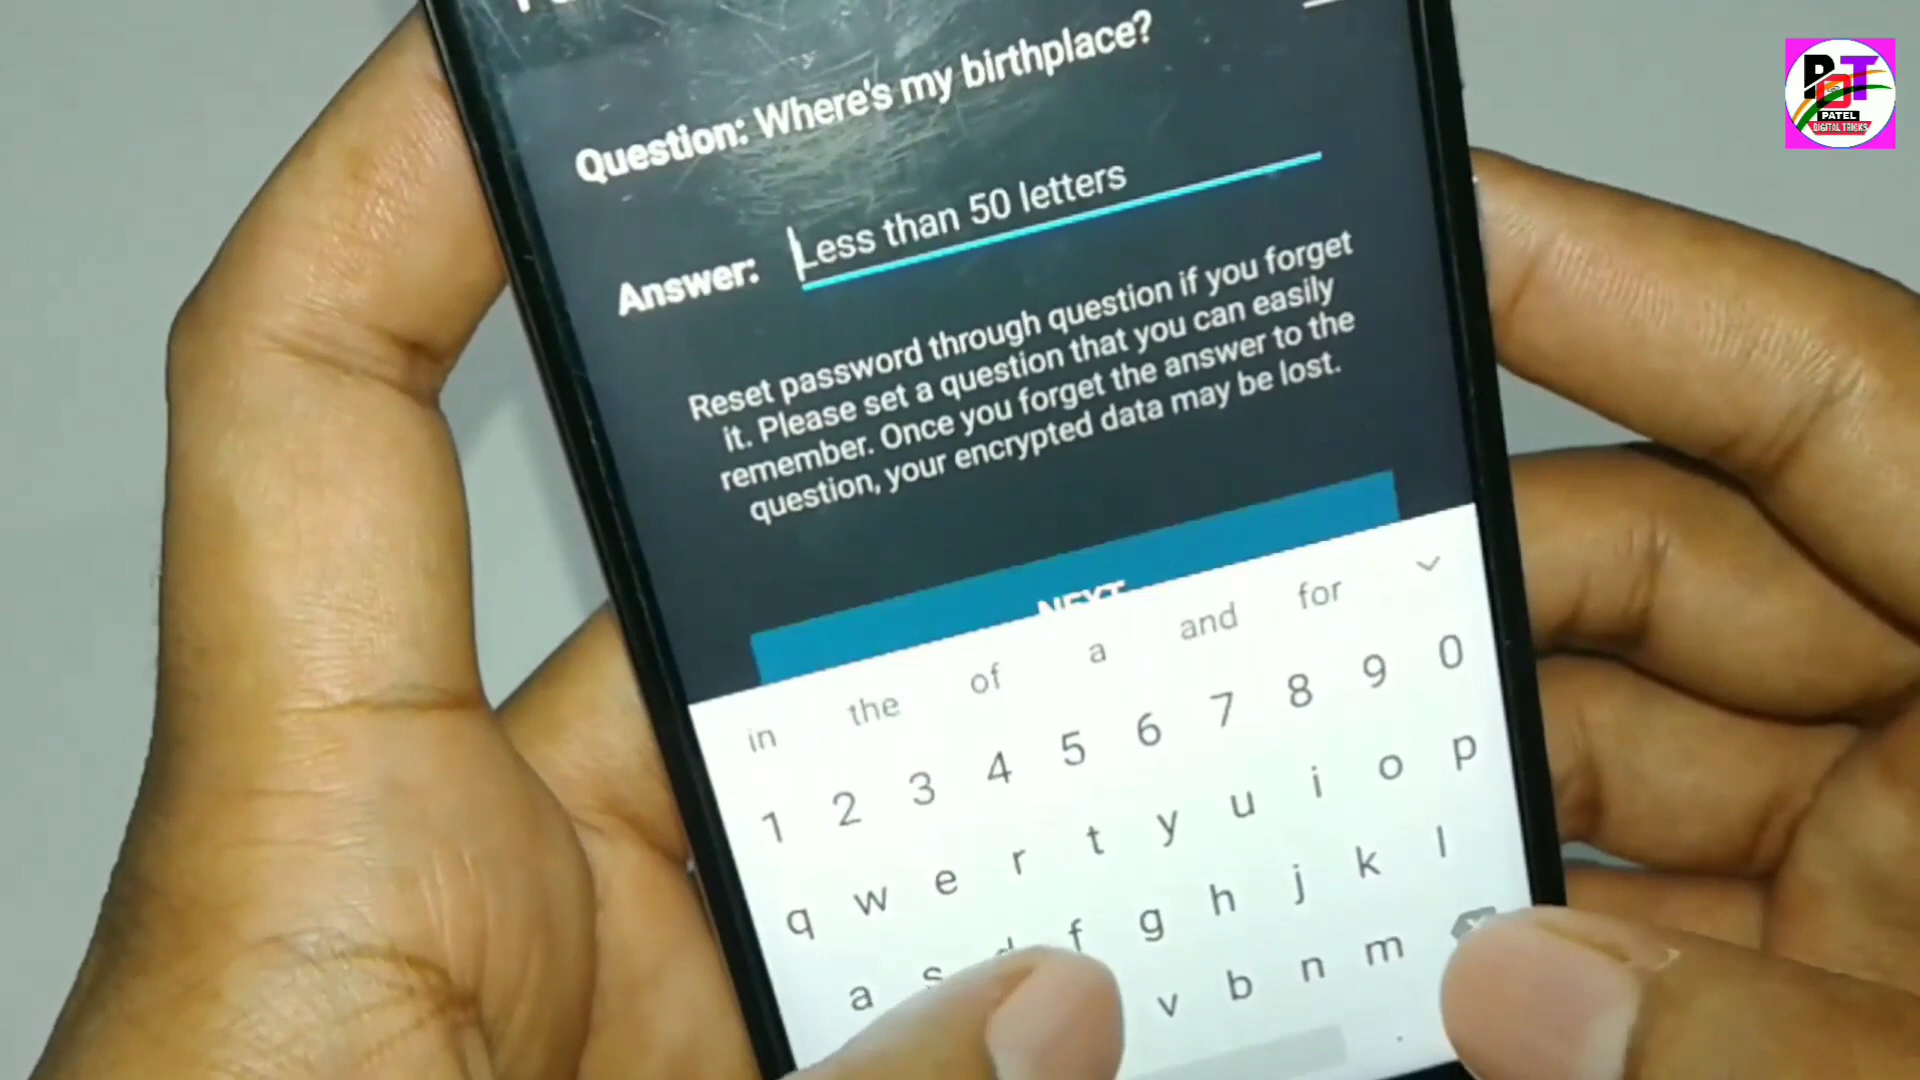 Question: Where's my birthplace?
Answer: Less than 50 letters
Reset password through question if you forget
it. Please set a question that you can easily
remember. Once you forget the answer to the
question, your encrypted data may be lost.
NEXT
in the of a and for
1 2 3 4 5 6 7 8 9 0
q w e r t y u i o p
a s d f g h j k l
v b n m
.
PDT
PATEL
DIGITAL TRICKS